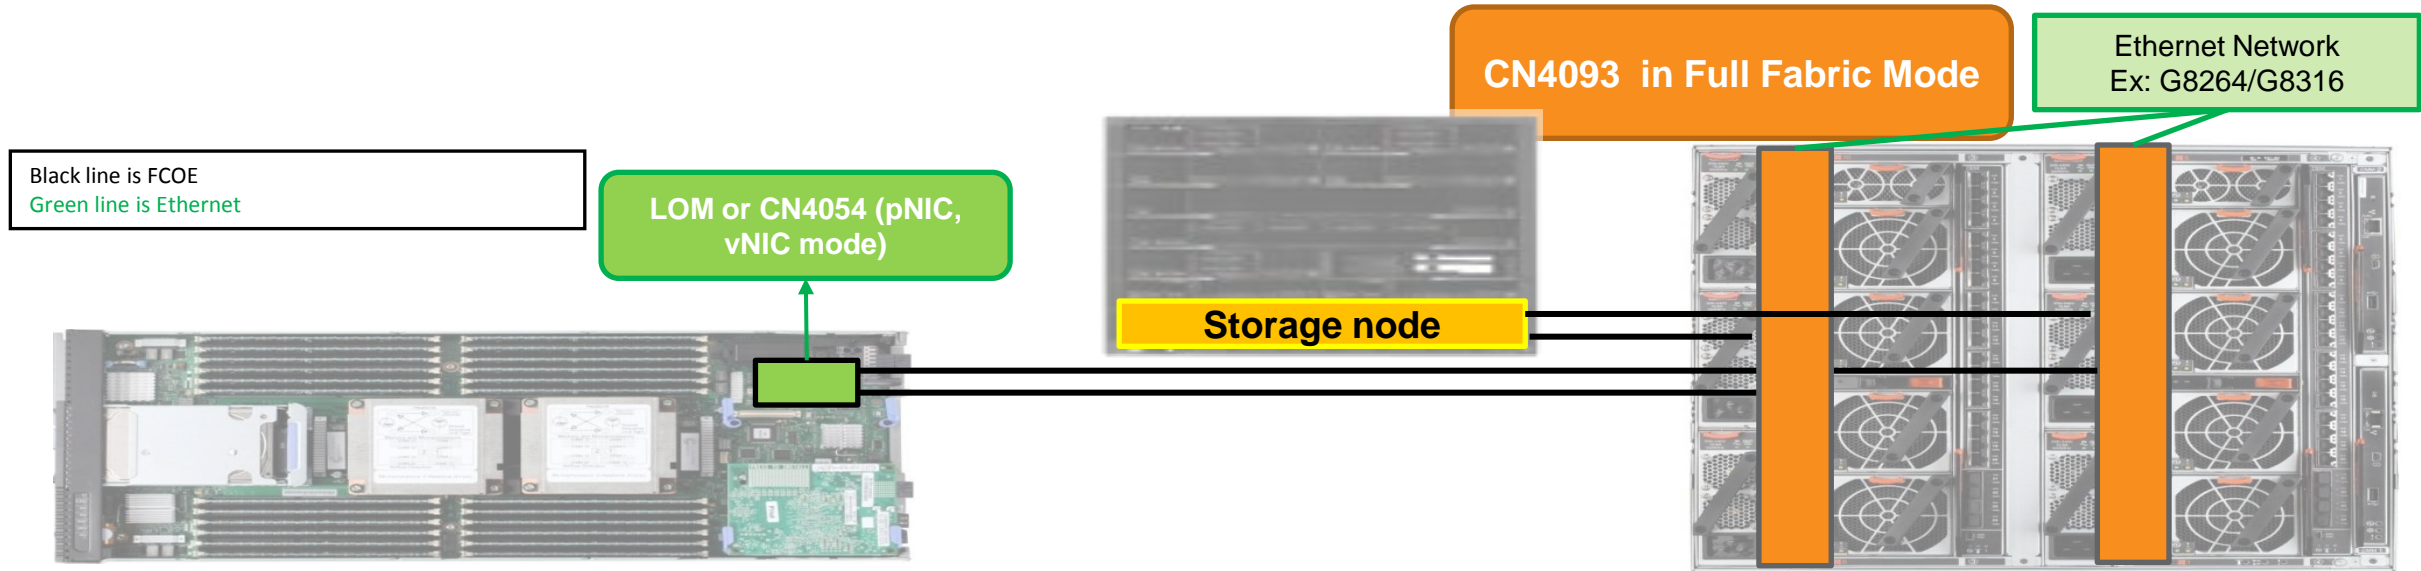 CN4093 in Full Fabric Mode
Ethernet Network
Ex: G8264/G8316
Black line is FCOE
Green line is Ethernet
LOM or CN4054 (pNIC,
vNIC mode)
Storage node